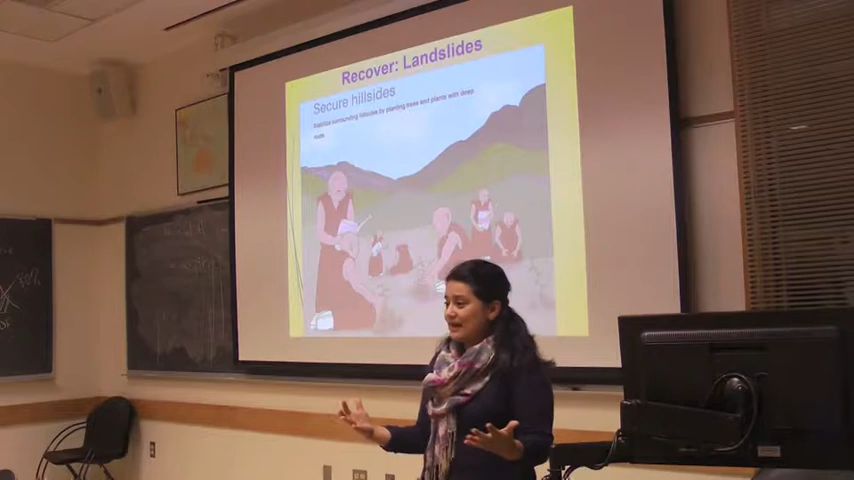 Recover: Landslides
Secure hillsides
Stabilize surrounding hillsides by planting trees and plants with deep
roots